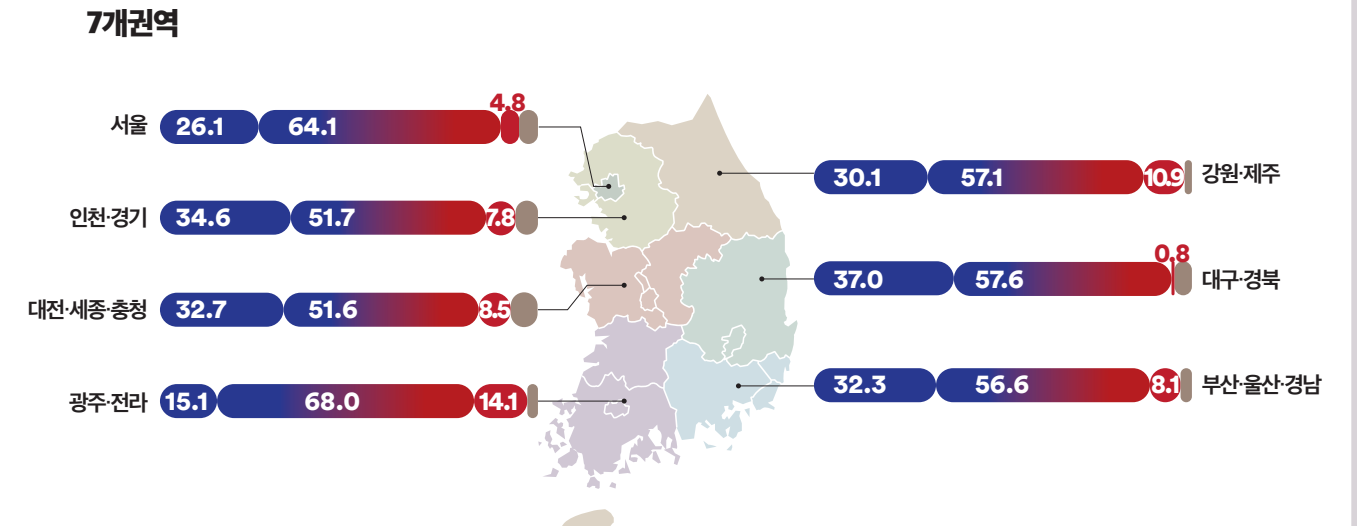 7개권역
서울 26.1 64.1 4.8
인천·경기 34.6 51.7 7.8
대전·세종·충청 32.7 51.6 8.5
광주·전라 15.1 68.0 14.1
30.1 57.1 10.9 강원·제주
37.0 57.6 0.8 대구·경북
32.3 56.6 8.1 부산·울산·경남